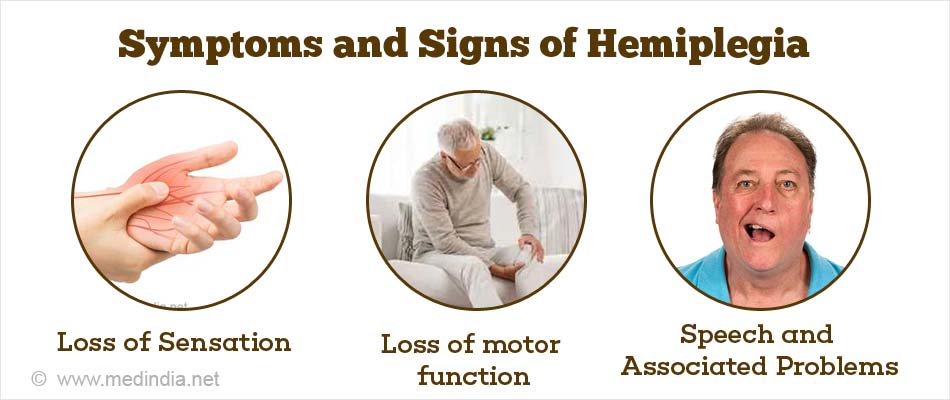 Symptoms and Signs of Hemiplegia
Loss of Sensation
Loss of motor
function
Speech and
Associated Problems
© www.medindia.net